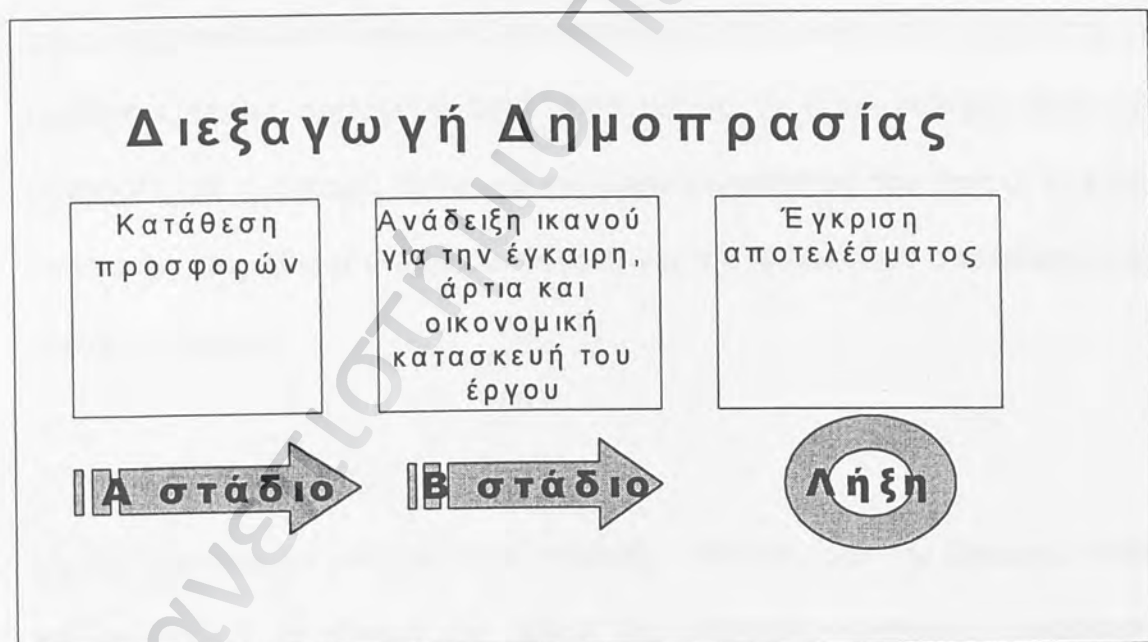 Διεξαγωγή Δημοπρασίας
Κατάθεση
προσφορών
Ανάδειξη ικανού
για την έγκαιρη,
άρτια και
οικονομική
κατασκευή του
έργου
Έγκριση
αποτελέσματος
Α στάδιο
Β στάδιο
Λήξη